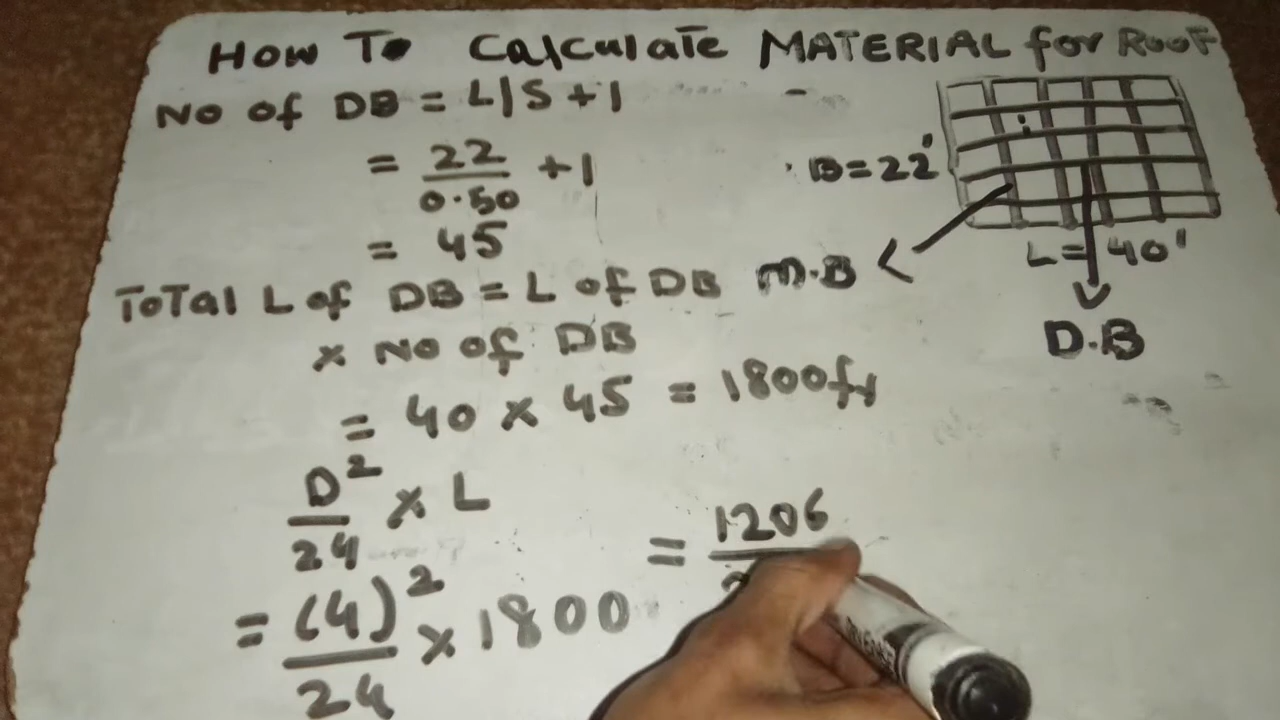 How To Calculate MATERIAL for RooF
No of DB = L/S + 1
= 22/0.50 + 1
= 45
ToTal L of DB = L of DB
x No of DB
= 40 x 45 = 1800ft
D²/24 x L
= (4)²/24 x 1800
= 1206
B = 22'
L = 40'
M.B
D.B